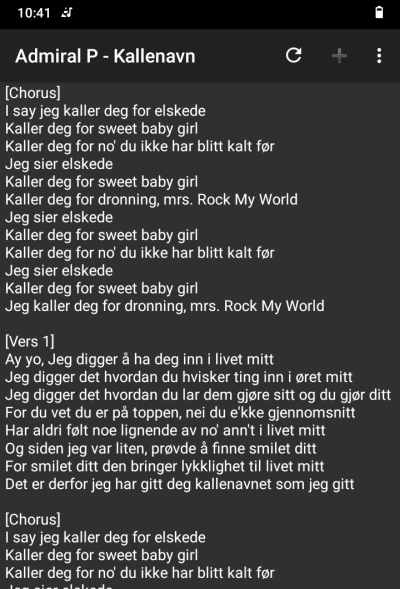 10:41
Admiral P - Kallenavn
[Chorus]
I say jeg kaller deg for elskede
Kaller deg for sweet baby girl
Kaller deg for no' du ikke har blitt kalt før
Jeg sier elskede
Kaller deg for sweet baby girl
Kaller deg for dronning, mrs. Rock My World
Jeg sier elskede
Kaller deg for sweet baby girl
Kaller deg for no' du ikke har blitt kalt før
Jeg sier elskede
Kaller deg for sweet baby girl
Jeg kaller deg for dronning, mrs. Rock My World
[Vers 1]
Ay yo, Jeg digger å ha deg inn i livet mitt
Jeg digger det hvordan du hvisker ting inn i øret mitt
Jeg digger det hvordan du lar dem gjøre sitt og du gjør ditt
For du vet du er på toppen, nei du e'kke gjennomsnitt
Har aldri følt noe lignende av no' ann't i livet mitt
Og siden jeg var liten, prøvde å finne smilet ditt
For smilet ditt den bringer lykklighet til livet mitt
Det er derfor jeg har gitt deg kallenavnet som jeg gitt
[Chorus]
I say jeg kaller deg for elskede
Kaller deg for sweet baby girl
Kaller deg for no' du ikke har blitt kalt før
Jeg sier elskede